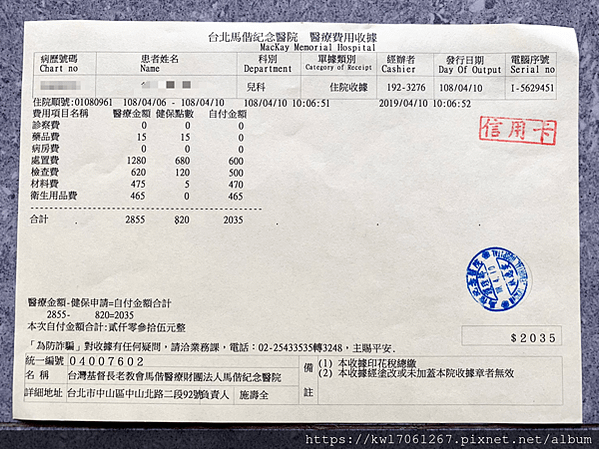 台北馬偕紀念醫院 醫療費用收據
MacKay Memorial Hospital
病歷號碼 患者姓名 科別 單據類別 經辦者 發行日期 電腦序號
Chart no Name Department Category of Receipt Cashier Day Of Output Serial no
兒科 住院收據 192-3276 108/04/10 I-5629451
住院順號:01080961 108/04/06 - 108/04/10 108/04/10 10:06:51 2019/04/10 10:06:52
費用項目名稱 醫療金額 健保點數 自付金額
診察費 0 0 0
藥品費 15 15 0
病房費 0 0 0
處置費 1280 680 600
檢查費 620 120 500
材料費 475 5 470
衛生用品費 465 0 465
合計 2855 820 2035
信用卡
醫療金額-健保申請=自付金額合計
2855- 820=2035
本次自付金額合計:貳仟零參拾伍元整
$2035
「為防詐騙」對收據有任何疑問，請洽業務課，電話：02-25433535轉3248，主賜平安.
統一編號 04007602
名稱 台灣基督長老教會馬偕醫療財團法人馬偕紀念醫院
詳細地址 台北市中山區中山北路二段92號 負責人 施壽全
備註
(1) 本收據印花稅總繳
(2) 本收據經塗改或未加蓋本院收據章者無效
https://kwl7061267.pixnet.net/album